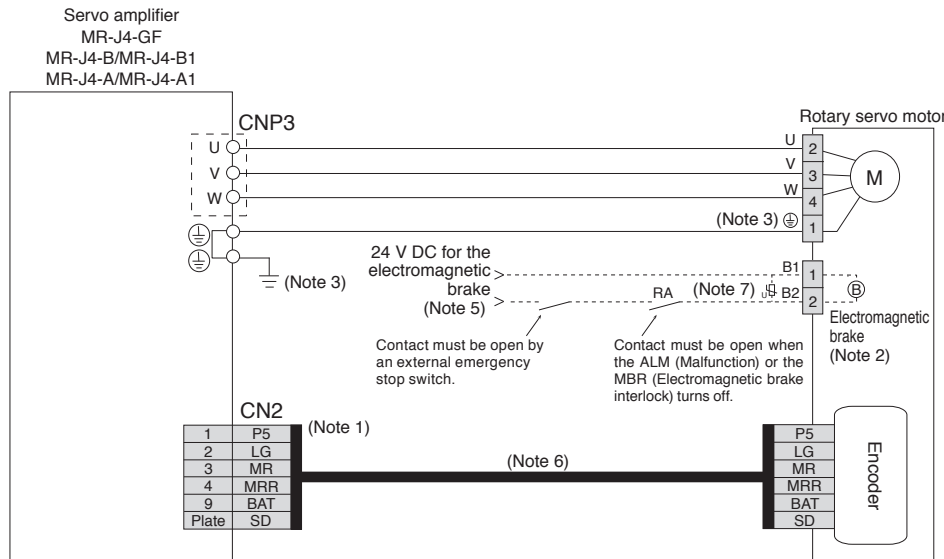 Servo amplifier
MR-J4-GF
MR-J4-B/MR-J4-B1
MR-J4-A/MR-J4-A1
CNP3
Rotary servo motor
U
V
W
U
V
W
2
3
4
1
M
(Note 3)
(Note 3)
24 V DC for the
electromagnetic
brake
(Note 5)
RA
(Note 7)
U
B1
B2
1
2
B
Electromagnetic
brake
(Note 2)
Contact must be open by
an external emergency
stop switch.
Contact must be open when
the ALM (Malfunction) or the
MBR (Electromagnetic brake
interlock) turns off.
CN2
(Note 1)
1 P5
2 LG
3 MR
4 MRR
9 BAT
Plate SD
(Note 6)
P5
LG
MR
MRR
BAT
SD
Encoder